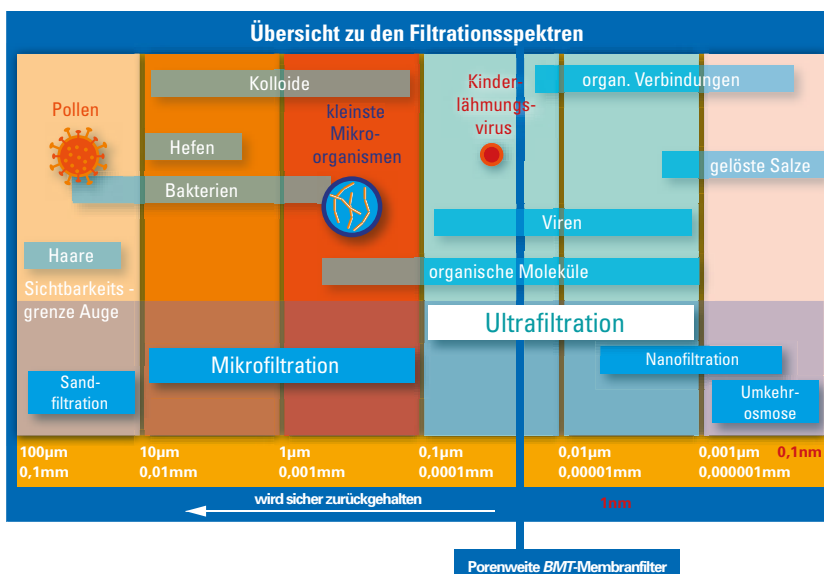 Übersicht zu den Filtrationsspektren
Kolloide
Kinder-
lähmungs-
virus
organ. Verbindungen
Pollen
kleinste
Mikro-
organismen
Hefen
gelöste Salze
Bakterien
Viren
Haare
organische Moleküle
Sichtbarkeits -
grenze Auge
Ultrafiltration
Mikrofiltration
Nanofiltration
Sand-
filtration
Umkehr-
osmose
100µm
0,1mm
10µm
0,01mm
1µm
0,001mm
0,1µm
0,0001mm
0,01µm
0,00001mm
0,001µm
0,000001mm
0,1nm
wird sicher zurückgehalten
1nm
Porenweite BMT-Membranfilter